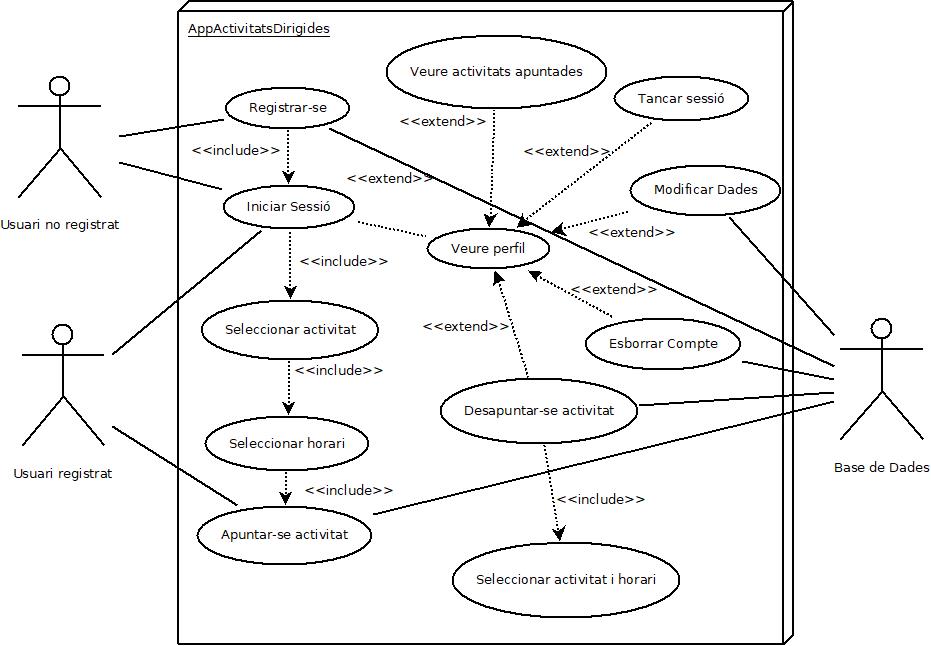 AppActivitatsDirigides
Veure activitats apuntades
Tancar sessió
Registrar-se
<<extend>>
<<include>>
<<extend>>
<<extend>>
Modificar Dades
Iniciar Sessió
Usuari no registrat
<<extend>>
Veure perfil
<<include>>
<<extend>>
Seleccionar activitat
<<extend>>
Esborrar Compte
<<include>>
Desapuntar-se activitat
Seleccionar horari
Usuari registrat
Base de Dades
<<include>>
<<include>>
Apuntar-se activitat
Seleccionar activitat i horari